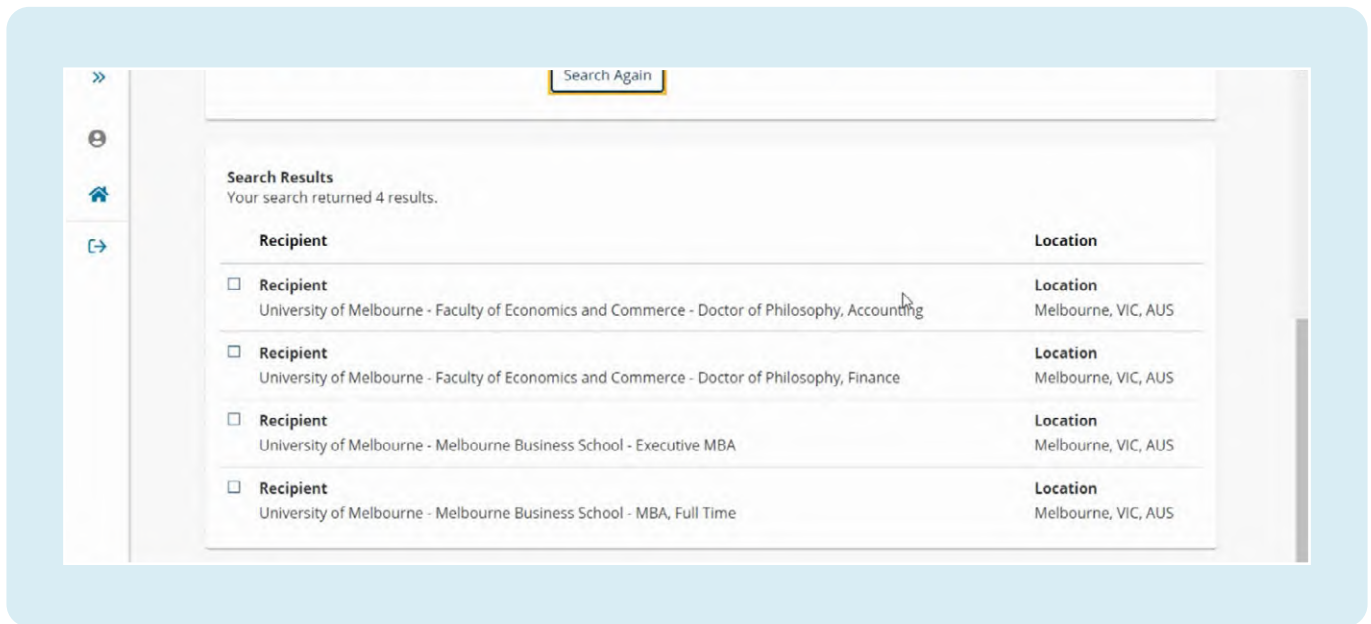 Search Again
Search Results
Your search returned 4 results.
Recipient Location
Recipient Location
University of Melbourne - Faculty of Economics and Commerce - Doctor of Philosophy, Accounting Melbourne, VIC, AUS
Recipient Location
University of Melbourne - Faculty of Economics and Commerce - Doctor of Philosophy, Finance Melbourne, VIC, AUS
Recipient Location
University of Melbourne - Melbourne Business School - Executive MBA Melbourne, VIC, AUS
Recipient Location
University of Melbourne - Melbourne Business School - MBA, Full Time Melbourne, VIC, AUS